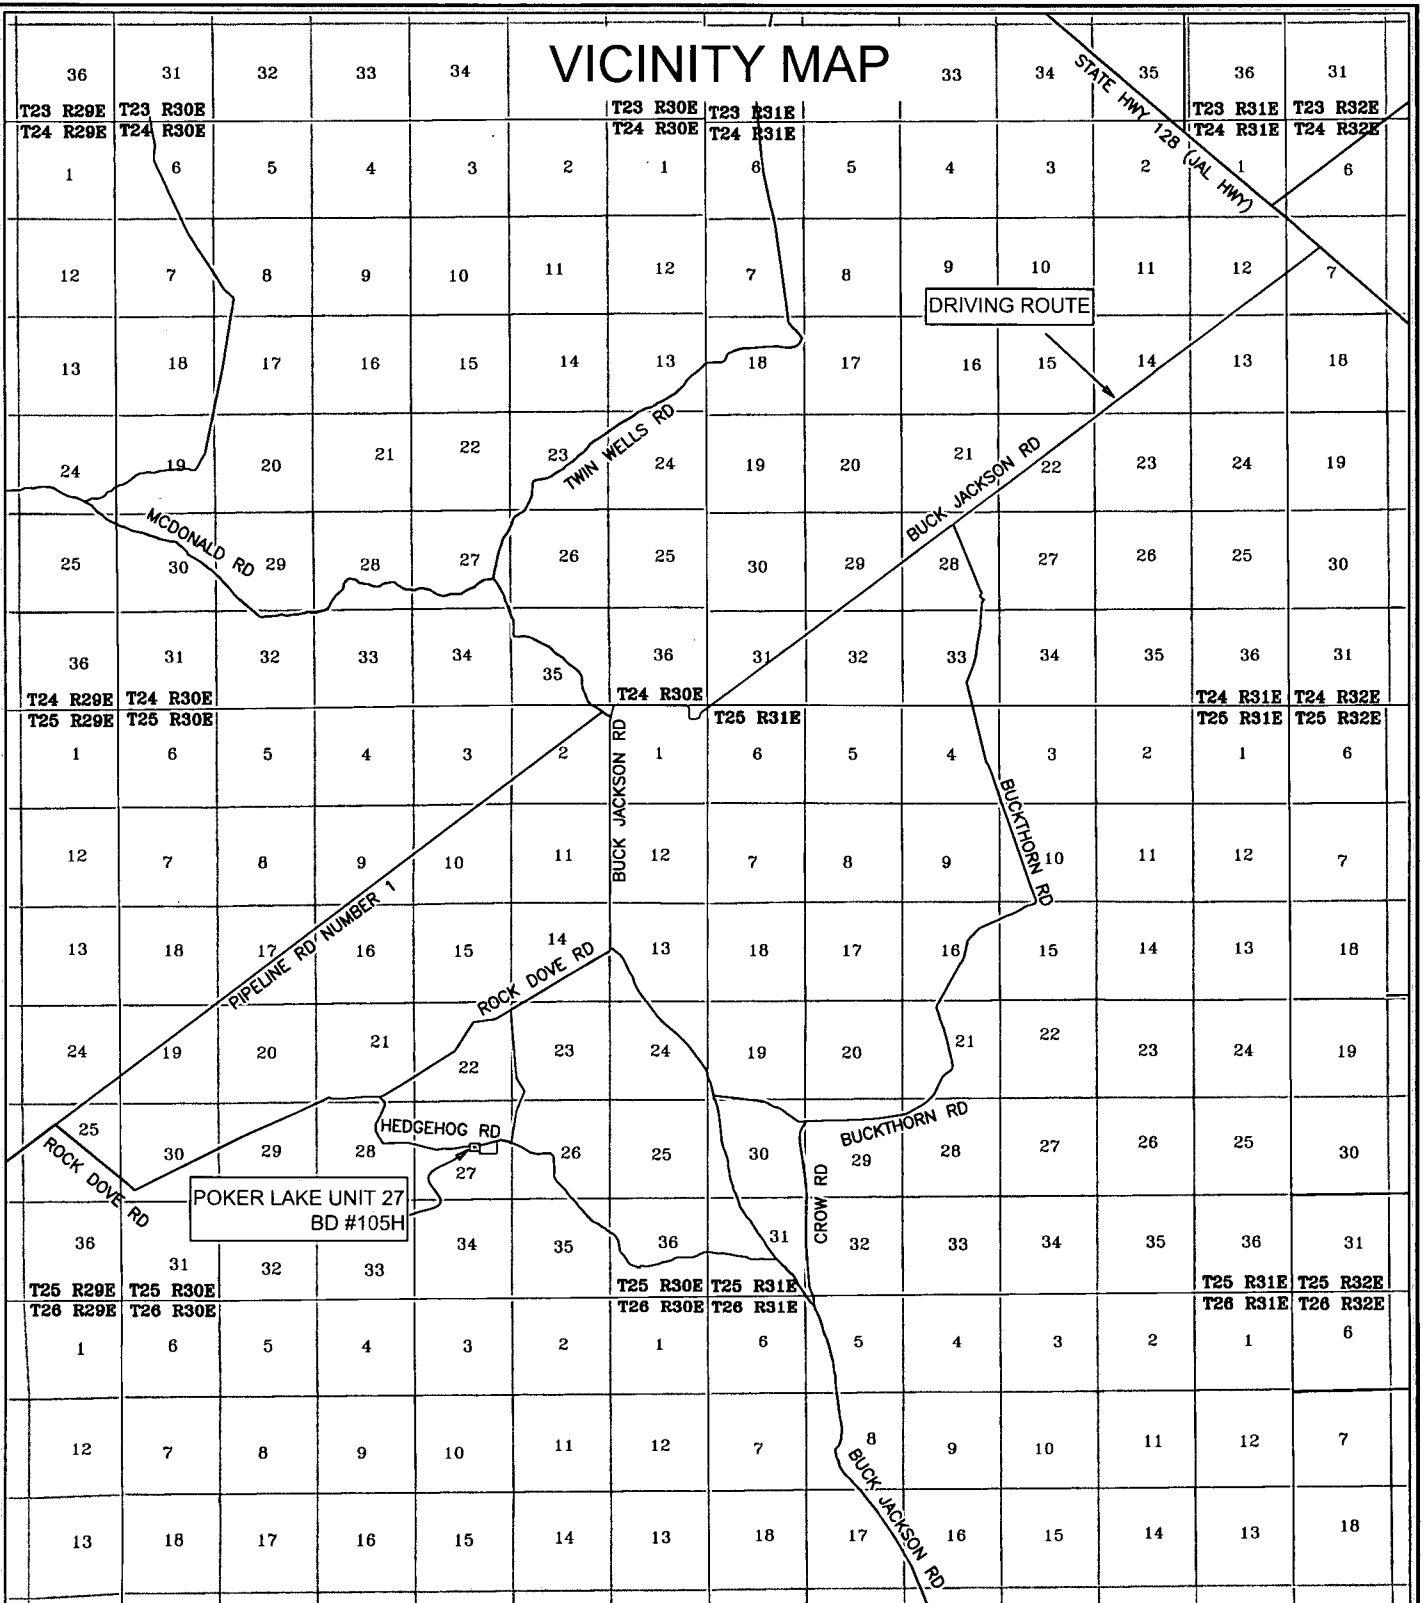 VICINITY MAP
36 31 32 33 34 33 34 35 36 31
STATE HWY 128 (JAL HWY)
T23 R29E T23 R30E T23 R30E T23 R31E T23 R31E T23 R32E
T24 R29E T24 R30E T24 R30E T24 R31E T24 R31E T24 R32E
1 6 5 4 3 2 1 6 5 4 3 2 1 6
12 7 8 9 10 11 12 7 8 9 10 11 12 7
DRIVING ROUTE
13 18 17 16 15 14 13 18 17 16 15 14 13 18
TWIN WELLS RD
24 19 20 21 22 23 24 19 20 21 22 23 24 19
BUCK JACKSON RD
MCDONALD RD
25 30 29 28 27 26 25 30 29 28 27 26 25 30
36 31 32 33 34 35 36 31 32 33 34 35 36 31
T24 R29E T24 R30E T24 R30E T24 R31E T24 R32E
T25 R29E T25 R30E T25 R31E T25 R31E T25 R32E
1 6 5 4 3 2 1 6 5 4 3 2 1 6
BUCK JACKSON RD
BUCKTHORN RD
12 7 8 9 10 11 12 7 8 9 10 11 12 7
PIPELINE RD NUMBER 1
13 18 17 16 15 14 13 18 17 16 15 14 13 18
ROCK DOVE RD
24 19 20 21 22 23 24 19 20 21 22 23 24 19
HEDGEHOG RD
BUCKTHORN RD
25 30 29 28 27 26 25 30 29 28 27 26 25 30
ROCK DOVE RD
POKER LAKE UNIT 27
BD #105H
CROW RD
36 31 32 33 34 35 36 31 32 33 34 35 36 31
T25 R29E T25 R30E T25 R30E T25 R31E T25 R31E T25 R32E
T26 R29E T26 R30E T26 R30E T26 R31E T26 R31E T26 R32E
1 6 5 4 3 2 1 6 5 4 3 2 1 6
12 7 8 9 10 11 12 7 8 9 10 11 12 7
BUCK JACKSON RD
13 18 17 16 15 14 13 18 17 16 15 14 13 18